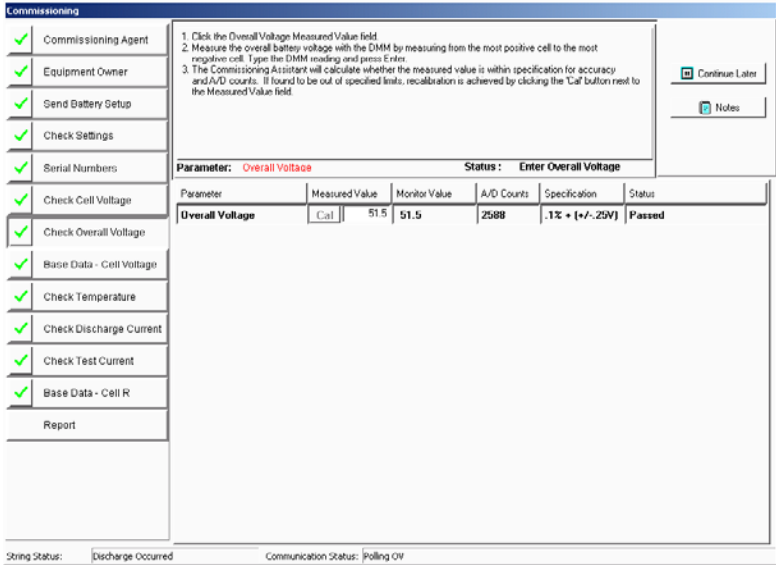 Commissioning
Commissioning Agent
Equipment Owner
Send Battery Setup
Check Settings
Serial Numbers
Check Cell Voltage
Check Overall Voltage
Base Data - Cell Voltage
Check Temperature
Check Discharge Current
Check Test Current
Base Data - Cell R
Report
1. Click the Overall Voltage Measured Value field.
2. Measure the overall battery voltage with the DMM by measuring from the most positive cell to the most
negative cell. Type the DMM reading and press Enter.
3. The Commissioning Assistant will calculate whether the measured value is within specification for accuracy
and A/D counts. If found to be out of specified limits, recalibration is achieved by clicking the 'Cal' button next to
the Measured Value field.
Parameter: Overall Voltage Status : Enter Overall Voltage
Continue Later
Notes
Parameter Measured Value Monitor Value A/D Counts Specification Status
Overall Voltage Cal 51.5 51.5 2588 .1% + (+/-.25V) Passed
String Status: Discharge Occurred Communication Status: Polling OV